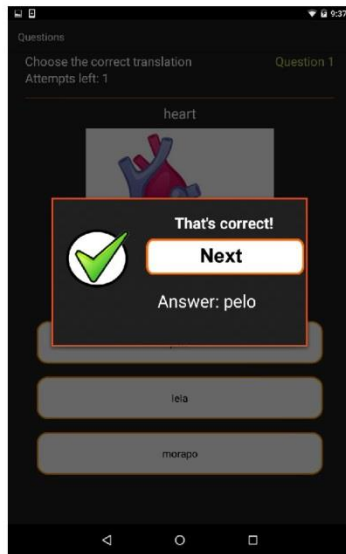 9:37
Questions
Choose the correct translation
Question 1
Attempts left: 1
heart
That's correct!
Next
Answer: pelo
lela
morapo